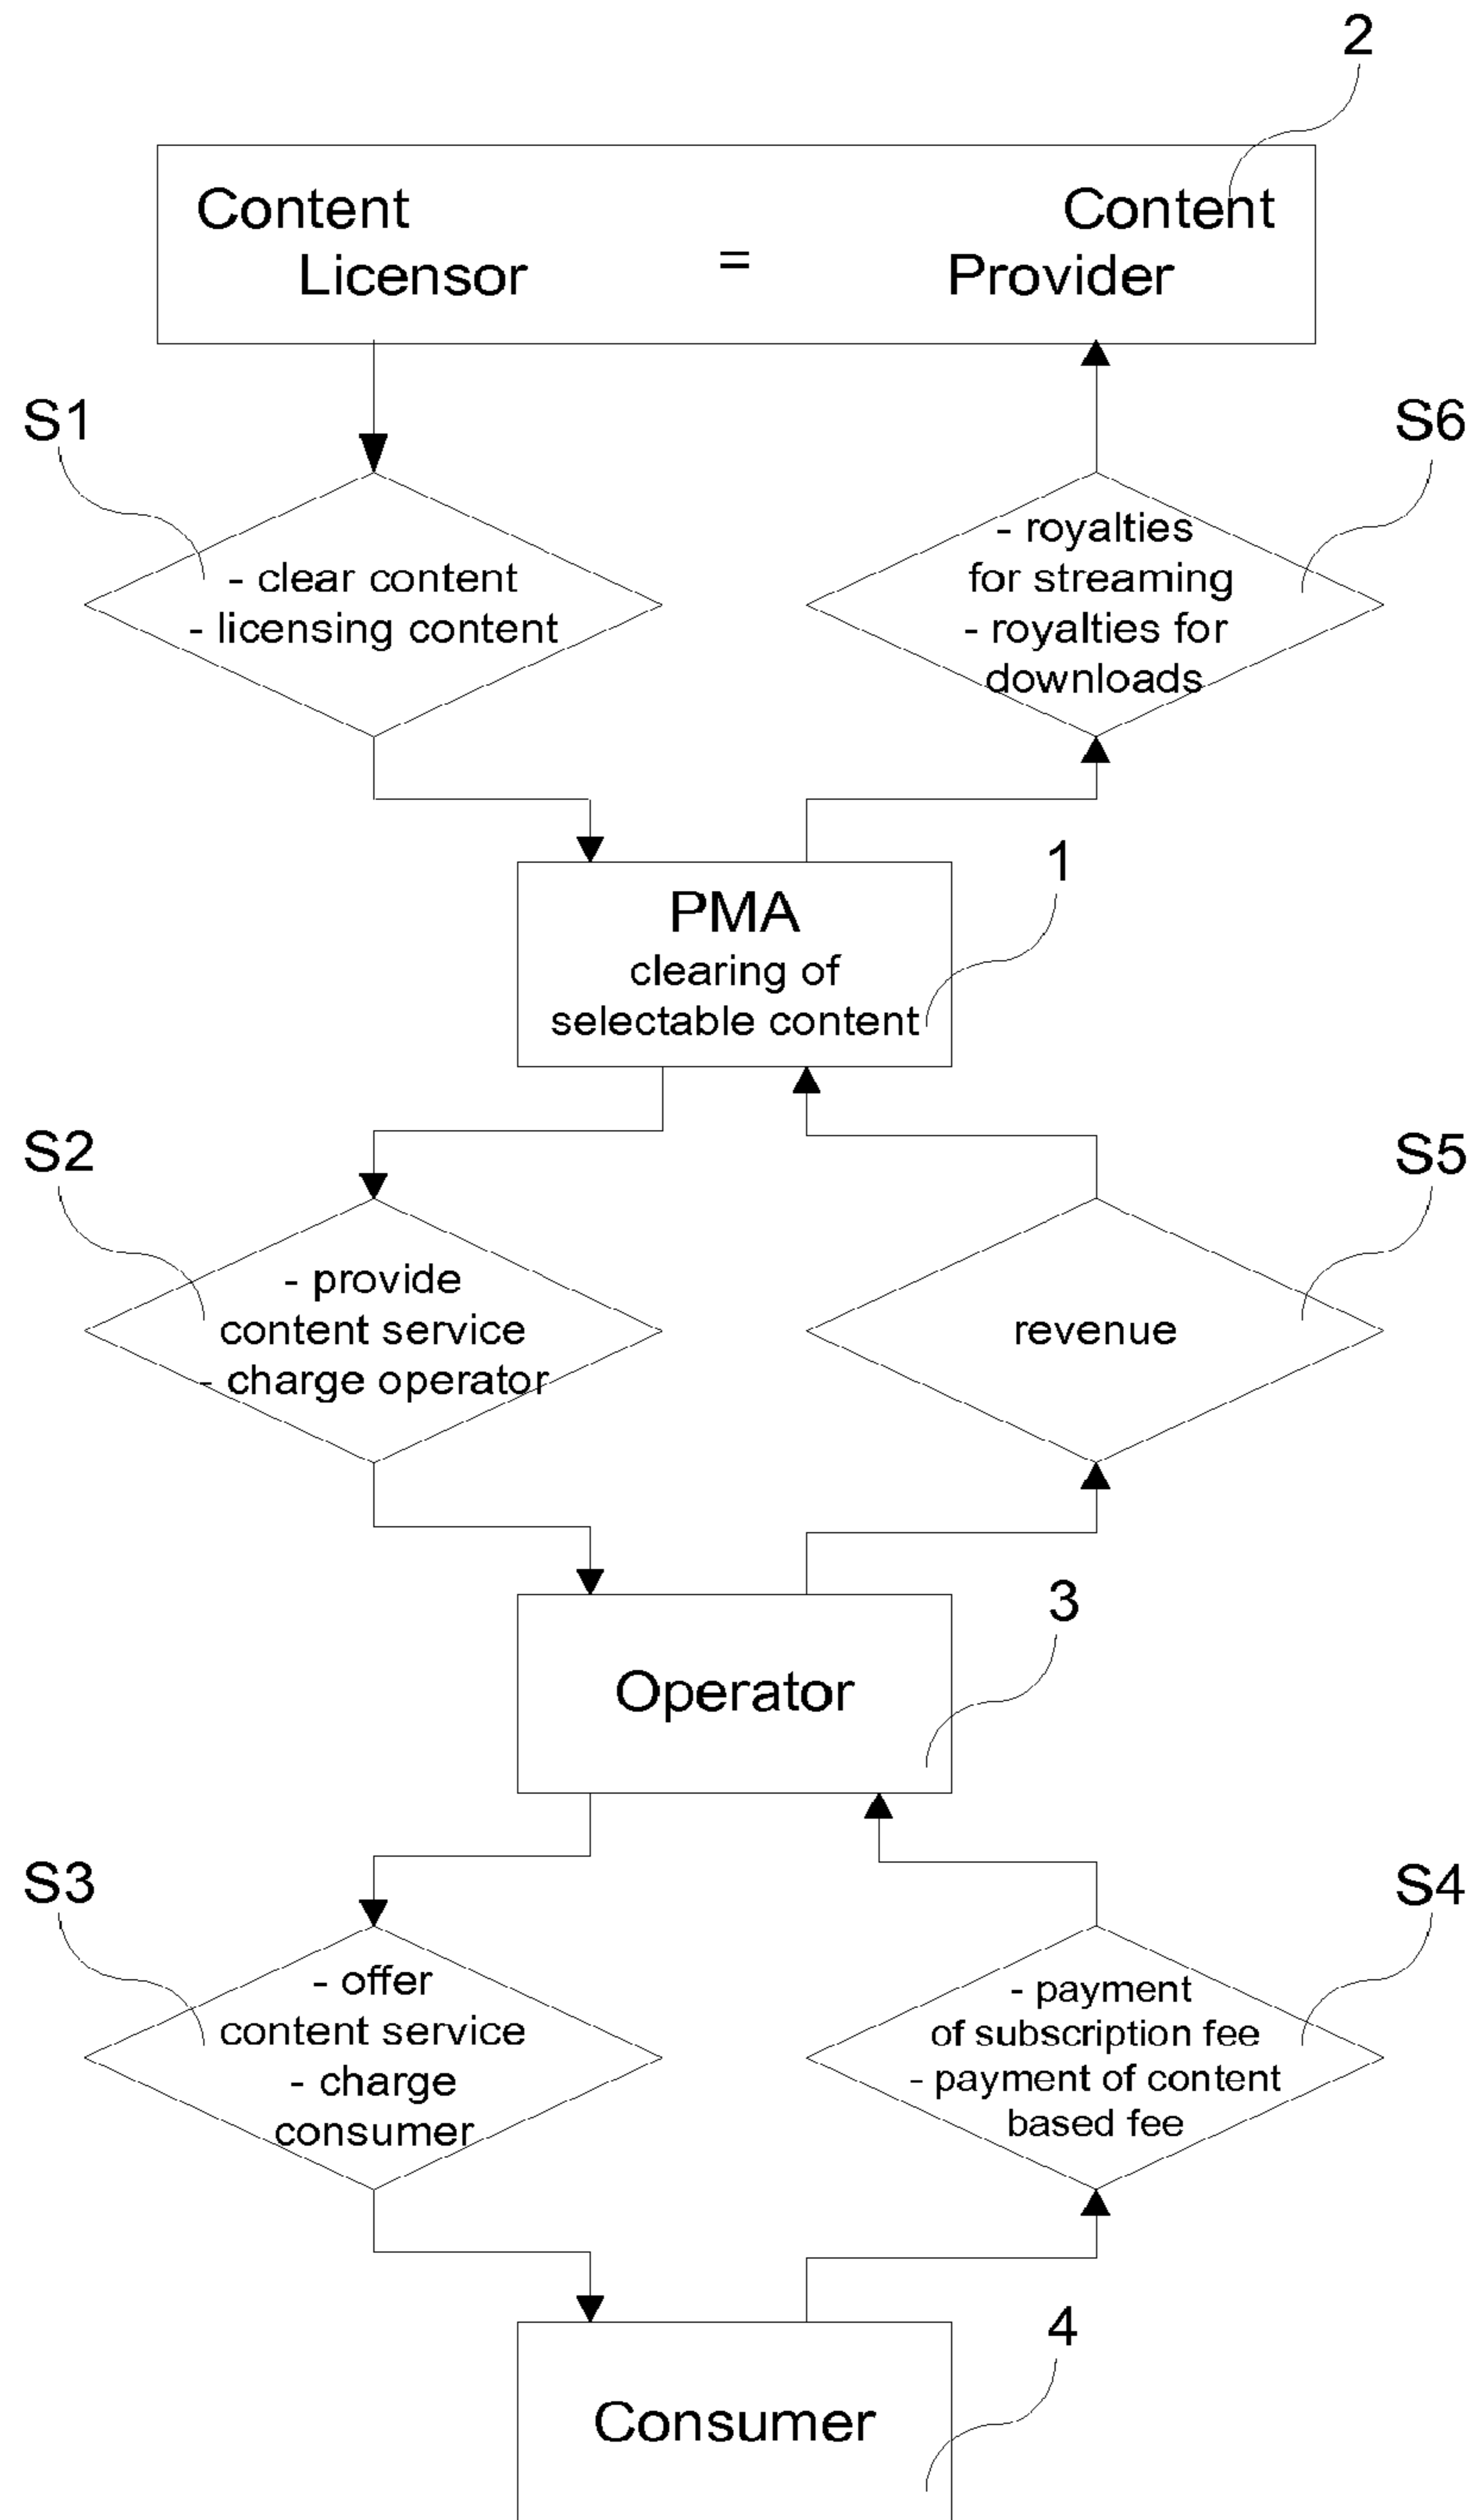 2
Content Content
Licensor = Provider
S1 S6
- clear content
- licensing content
- royalties
for streaming
- royalties for
downloads
1
PMA
clearing of
selectable content
S2 S5
- provide
content service
- charge operator
revenue
3
Operator
S3 S4
- offer
content service
- charge
consumer
- payment
of subscription fee
- payment of content
based fee
4
Consumer